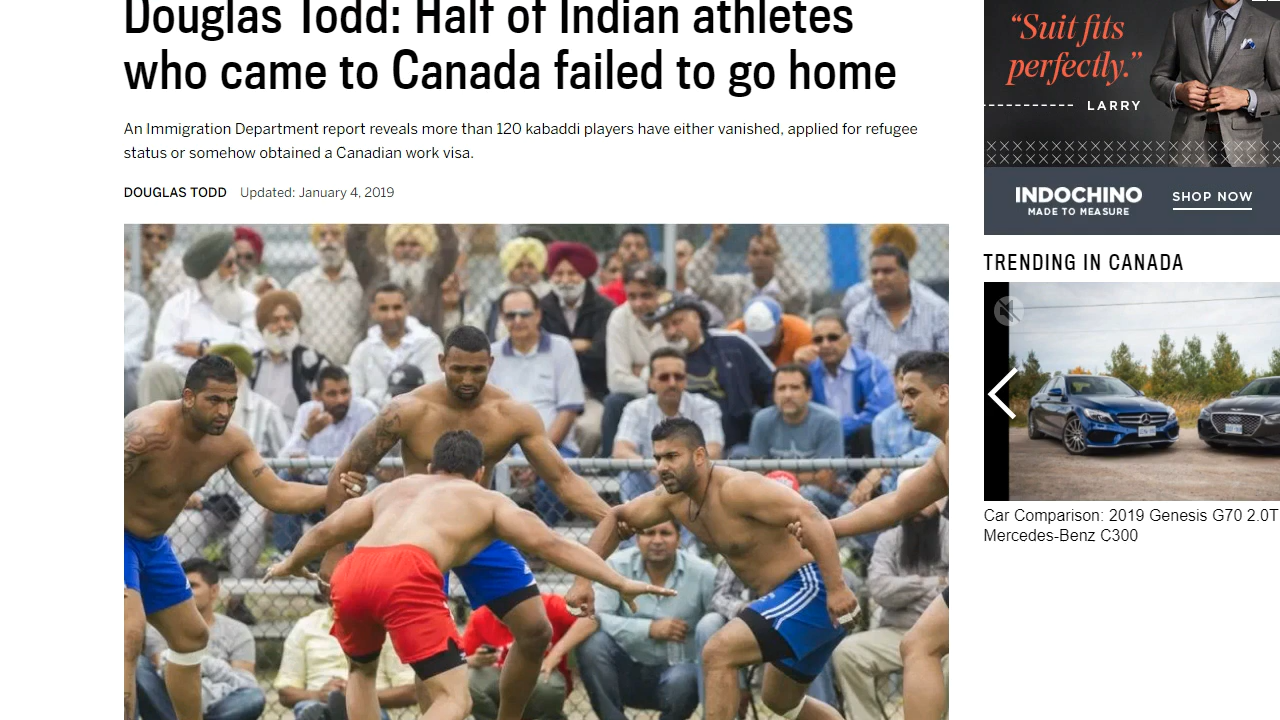 Douglas Todd: Half of Indian athletes
who came to Canada failed to go home
An Immigration Department report reveals more than 120 kabaddi players have either vanished, applied for refugee
status or somehow obtained a Canadian work visa.
DOUGLAS TODD Updated: January 4, 2019
“Suit fits
perfectly.”
LARRY
INDOCHINO
MADE TO MEASURE
SHOP NOW
TRENDING IN CANADA
Car Comparison: 2019 Genesis G70 2.0T
Mercedes-Benz C300